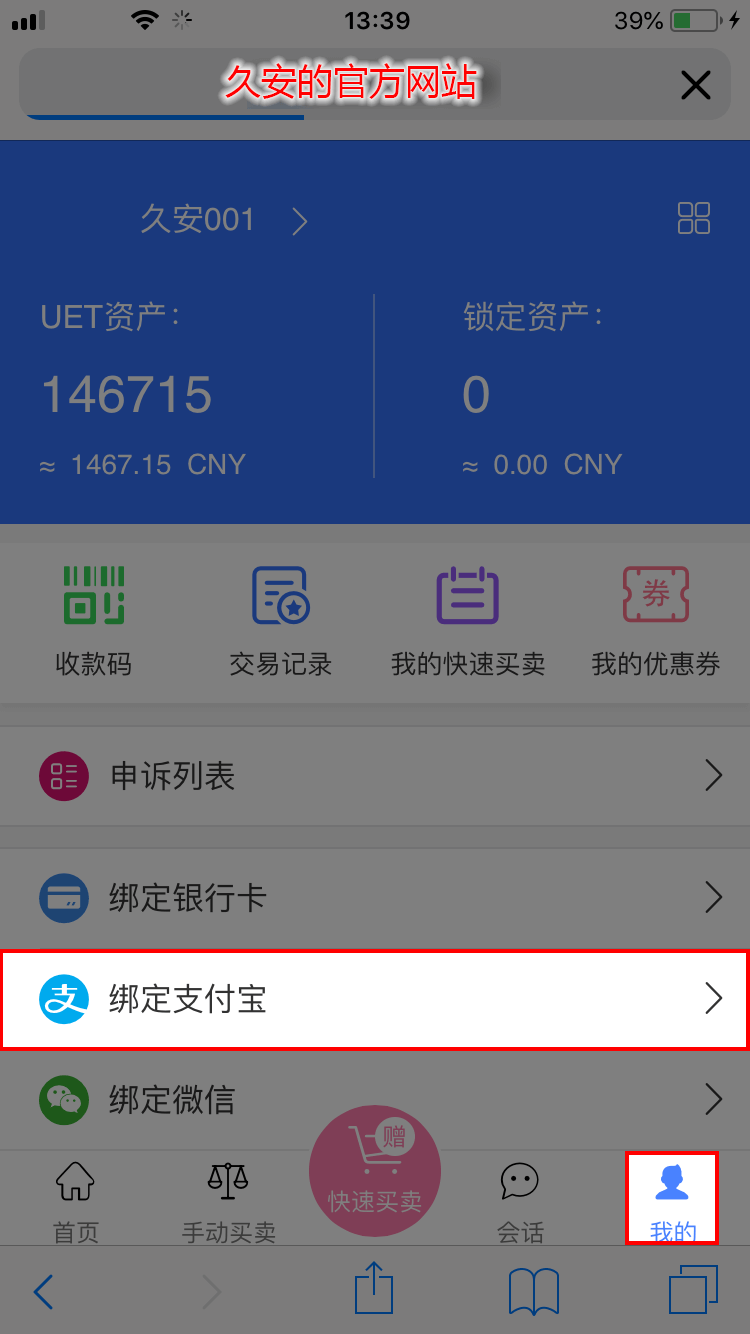 13:39 39%
久安的官方网站
久安001
UET资产: 锁定资产:
146715 0
≈ 1467.15 CNY ≈ 0.00 CNY
券
收款码 交易记录 我的快速买卖 我的优惠券
申诉列表
绑定银行卡
支 绑定支付宝
绑定微信
赠
快速买卖
首页 手动买卖 会话 我的